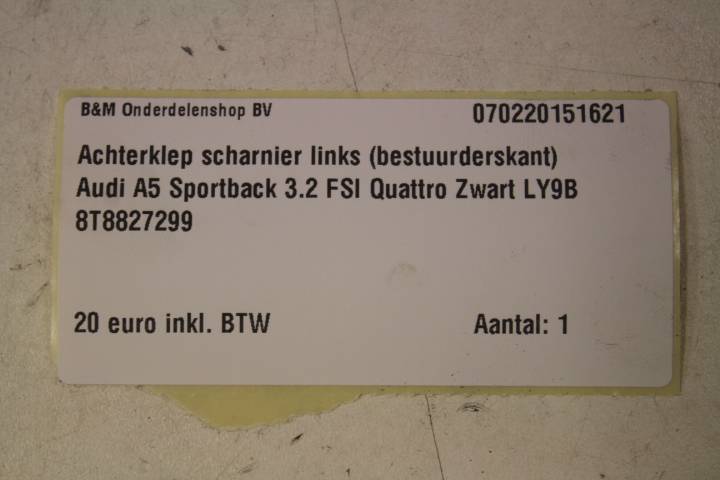 B&M Onderdelenshop BV 070220151621
Achterklep scharnier links (bestuurderskant)
Audi A5 Sportback 3.2 FSI Quattro Zwart LY9B
8T8827299
20 euro inkl. BTW Aantal: 1